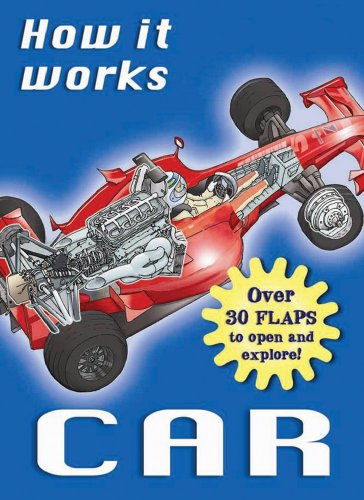 How it
works
Over
30 FLAPS
to open and
explore!
CAR